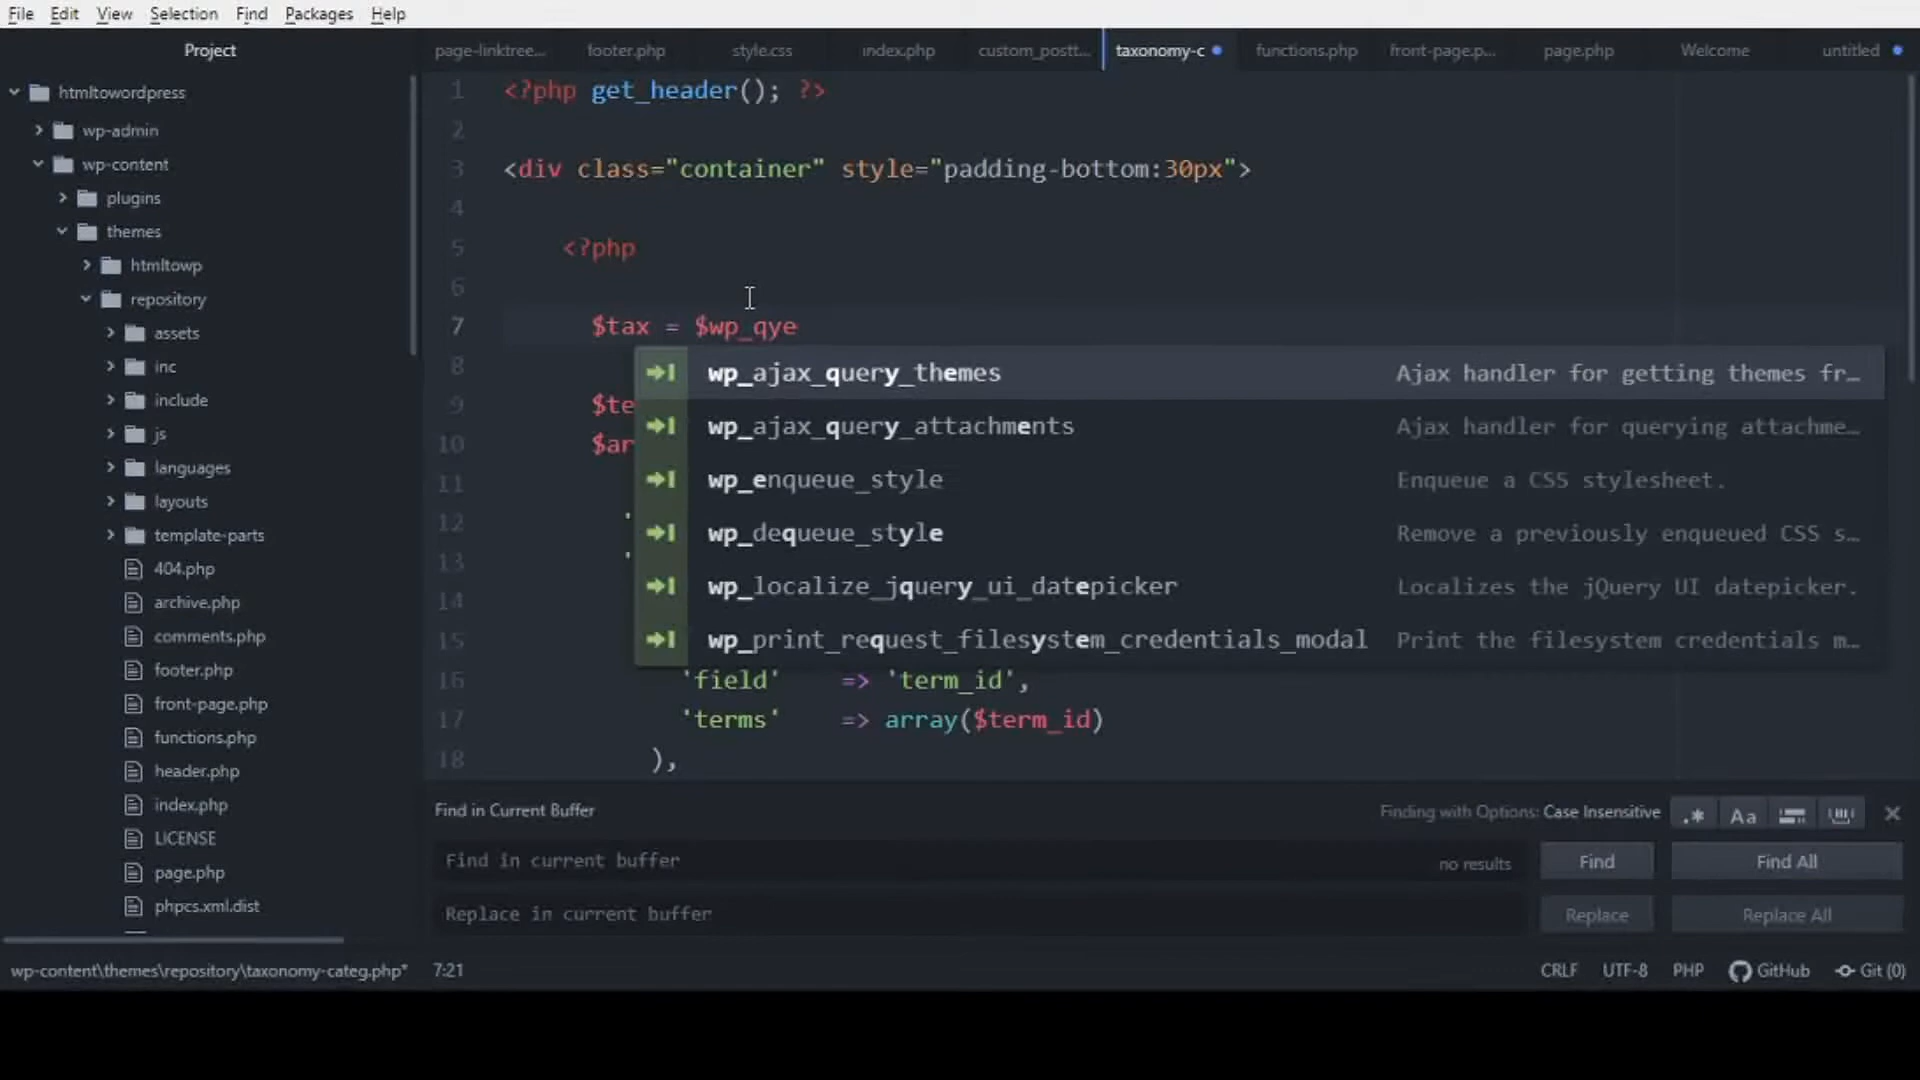 File Edit View Selection Find Packages Help
Project
page-linktree... footer.php style.css index.php custom_postt... taxonomy-c functions.php front-page.p... page.php Welcome untitled
htmltowordpress
wp-admin
wp-content
plugins
themes
htmltowp
repository
assets
inc
include
js
languages
layouts
template-parts
404.php
archive.php
comments.php
footer.php
front-page.php
functions.php
header.php
index.php
LICENSE
page.php
phpcs.xml.dist
1 <?php get_header(); ?>
2
3 <div class="container" style="padding-bottom:30px">
4
5 <?php
6
7 $tax = $wp_qye
8
9 $te
10 $ar
11
12 '
13 '
14
15
16 'field' => 'term_id',
17 'terms' => array($term_id)
18 ),
wp_ajax_query_themes Ajax handler for getting themes fr…
wp_ajax_query_attachments Ajax handler for querying attachme…
wp_enqueue_style Enqueue a CSS stylesheet.
wp_dequeue_style Remove a previously enqueued CSS s…
wp_localize_jquery_ui_datepicker Localizes the jQuery UI datepicker.
wp_print_request_filesystem_credentials_modal Print the filesystem credentials m…
Find in Current Buffer Finding with Options: Case Insensitive .* Aa
Find in current buffer no results Find Find All
Replace in current buffer Replace Replace All
wp-content\themes\repository\taxonomy-categ.php* 7:21 CRLF UTF-8 PHP GitHub Git (0)